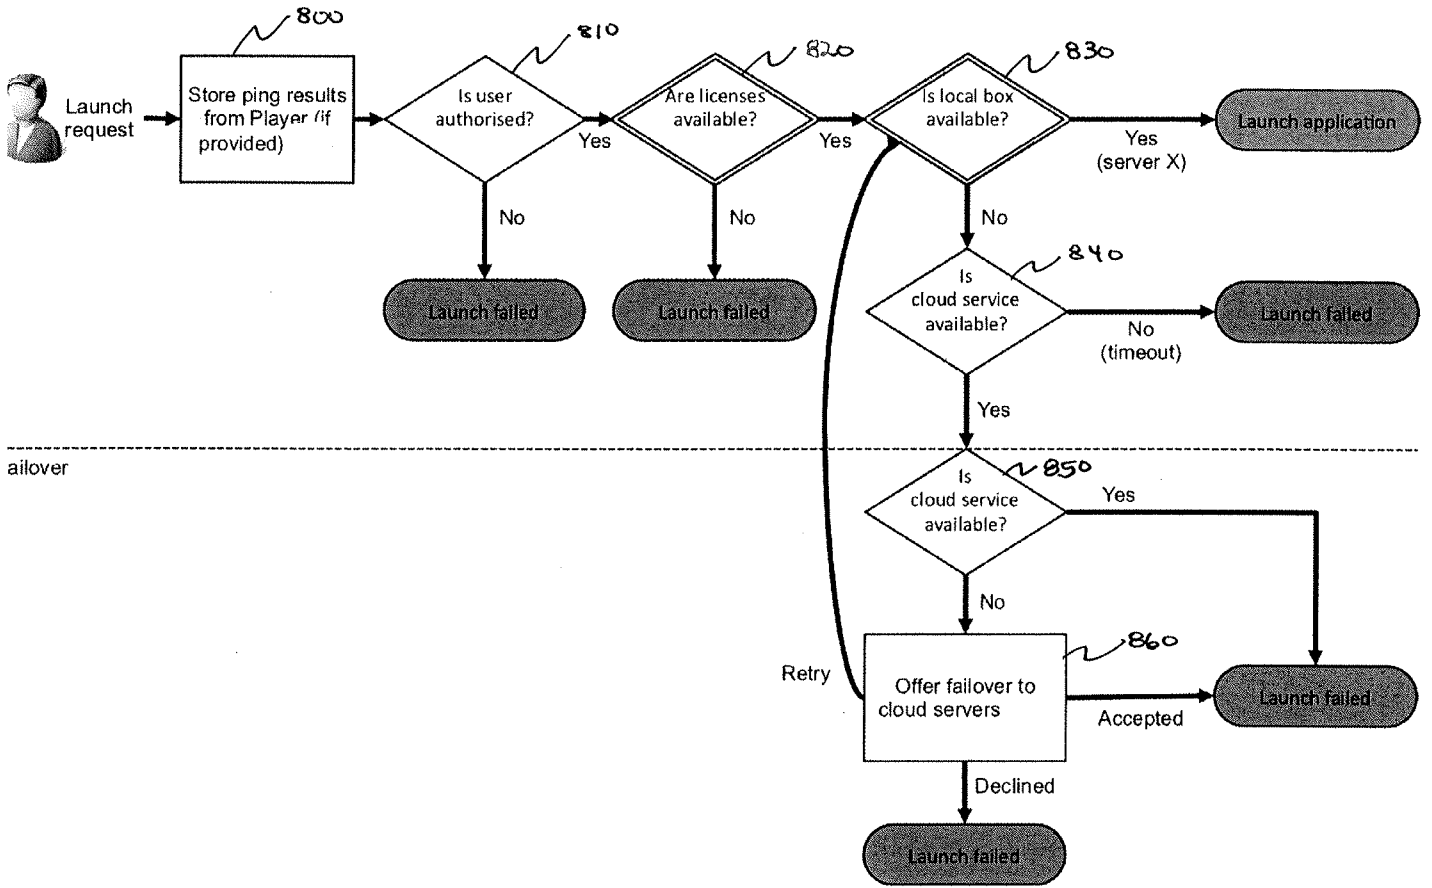 800
810
820
830
Launch
request
Store ping results
from Player (if
provided)
Is user
authorised?
Yes
Are licenses
available?
Yes
Is local box
available?
Yes
(server X)
Launch application
No
No
No
Launch failed
Launch failed
840
Is
cloud service
available?
No
(timeout)
Launch failed
Yes
ailover
850
Is
cloud service
available?
Yes
No
860
Retry
Offer failover to
cloud servers
Accepted
Launch failed
Declined
Launch failed